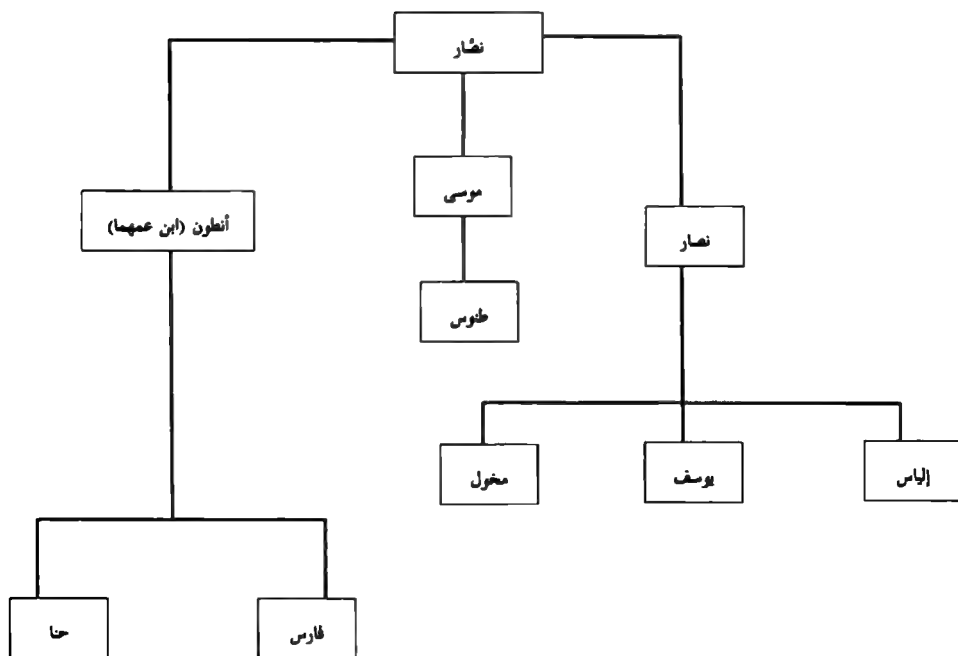 نصّار
موسى
أنطون (ابن عمهما)
نصار
طنوس
إلياس
يوسف
مخول
فارس
حنا